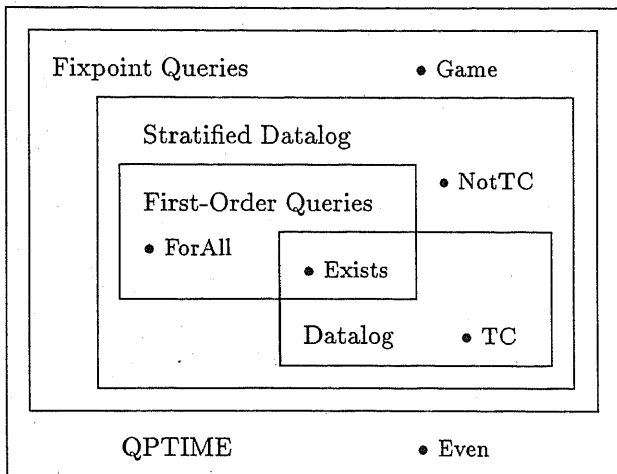 Fixpoint Queries
Game
Stratified Datalog
NotTC
First-Order Queries
ForAll
Exists
Datalog
TC
QPTIME
Even